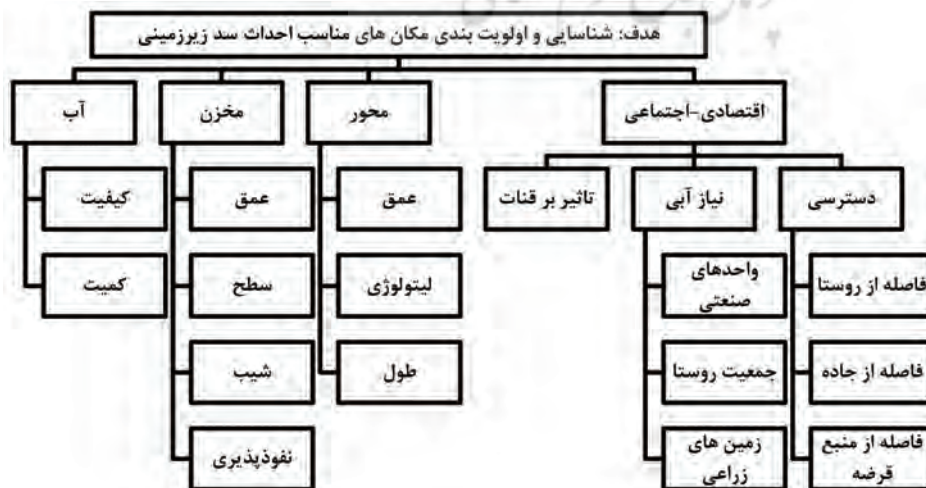 هدف: شناسایی و اولویت بندی مکان های مناسب احداث سد زیرزمینی
اقتصادی-اجتماعی
محور
مخزن
آب
دسترسی
نیاز آبی
تاثیر بر قنات
عمق
عمق
کیفیت
فاصله از روستا
واحدهای
صنعتی
لیتولوژی
سطح
کمیت
فاصله از جاده
جمعیت روستا
طول
شیب
فاصله از منبع
قرضه
زمین های
زراعی
نفوذپذیری